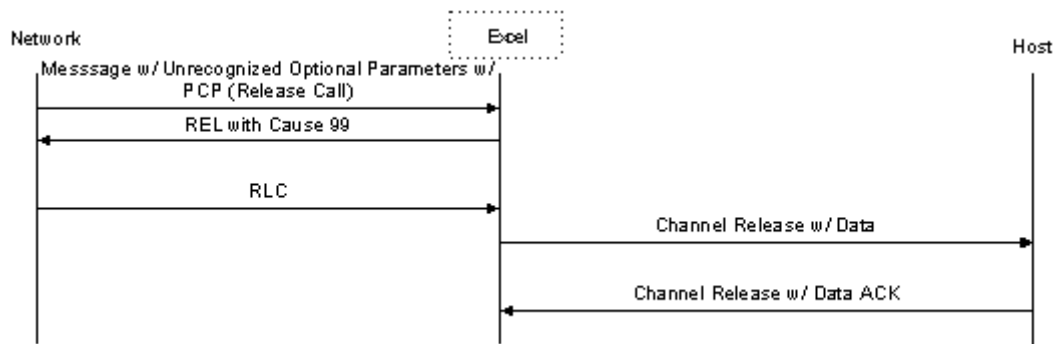 Network
Excel
Host
Messsage w/ Unrecognized Optional Parameters w/
PCP (Release Call)
REL with Cause 99
RLC
Channel Release w/ Data
Channel Release w/ Data ACK